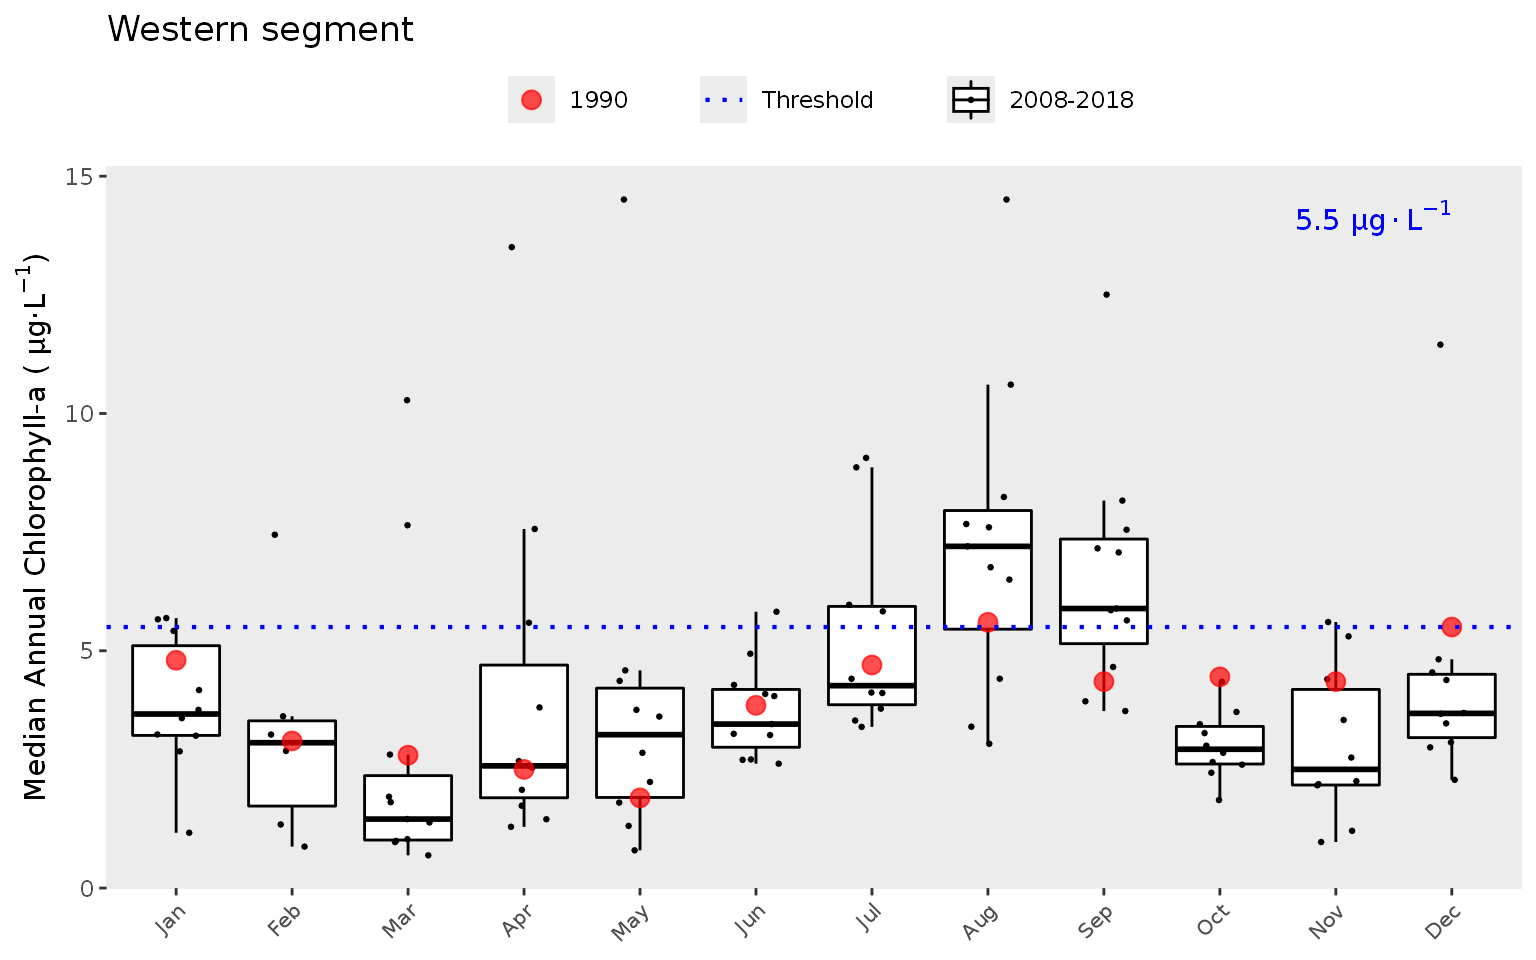 Western segment
1990 Threshold 2008-2018
Median Annual Chlorophyll-a ( µg·L⁻¹)
15
10
5
0
5.5 µg·L⁻¹
Jan Feb Mar Apr May Jun Jul Aug Sep Oct Nov Dec